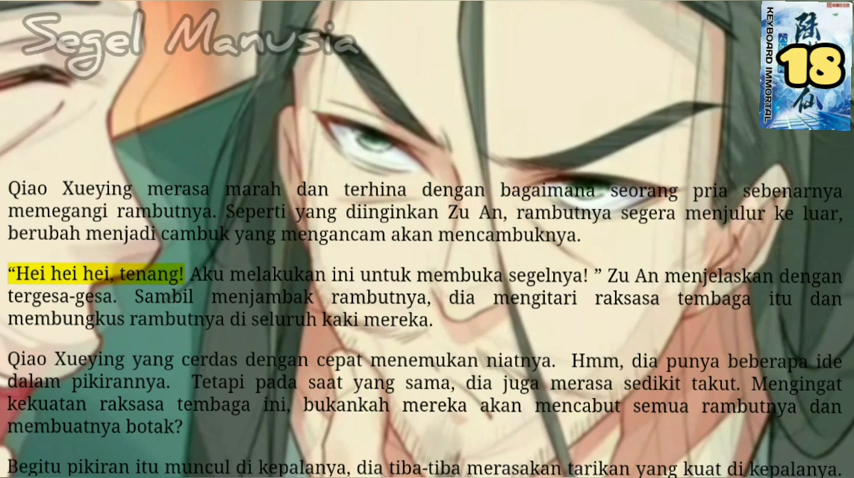 Segel Manusia
KEYBOARD IMMORTAL
陆
仙
18
Qiao Xueying merasa marah dan terhina dengan bagaimana seorang pria sebenarnya
memegangi rambutnya. Seperti yang diinginkan Zu An, rambutnya segera menjulur ke luar,
berubah menjadi cambuk yang mengancam akan mencambuknya.
“Hei hei hei, tenang! Aku melakukan ini untuk membuka segelnya! ” Zu An menjelaskan dengan
tergesa-gesa. Sambil menjambak rambutnya, dia mengitari raksasa tembaga itu dan
membungkus rambutnya di seluruh kaki mereka.
Qiao Xueying yang cerdas dengan cepat menemukan niatnya. Hmm, dia punya beberapa ide
dalam pikirannya. Tetapi pada saat yang sama, dia juga merasa sedikit takut. Mengingat
kekuatan raksasa tembaga ini, bukankah mereka akan mencabut semua rambutnya dan
membuatnya botak?
Begitu pikiran itu muncul di kepalanya, dia tiba-tiba merasakan tarikan yang kuat di kepalanya.